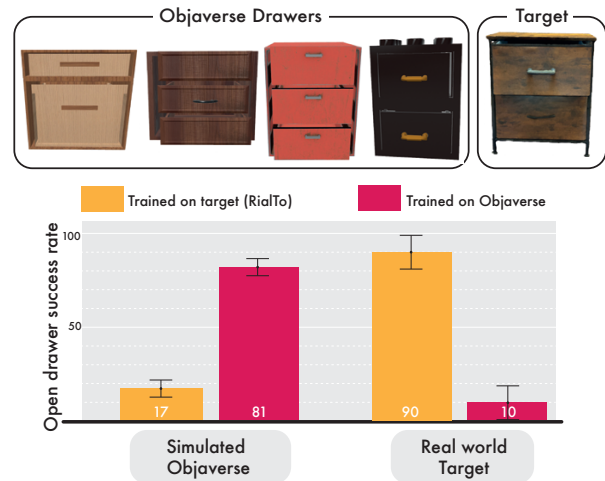 Objaverse Drawers
Target
Trained on target (RialTo)
Trained on Objaverse
Open drawer success rate
100
50
17
81
90
10
Simulated
Objaverse
Real world
Target